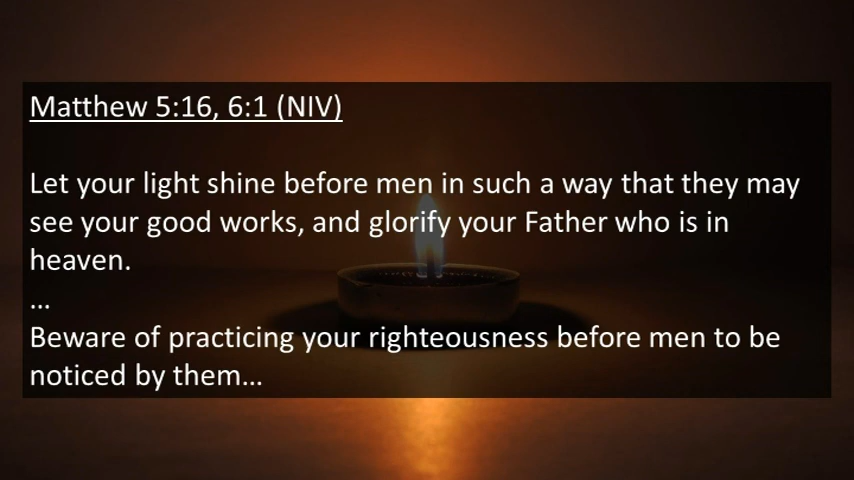 Matthew 5:16, 6:1 (NIV)
Let your light shine before men in such a way that they may
see your good works, and glorify your Father who is in
heaven.
…
Beware of practicing your righteousness before men to be
noticed by them…